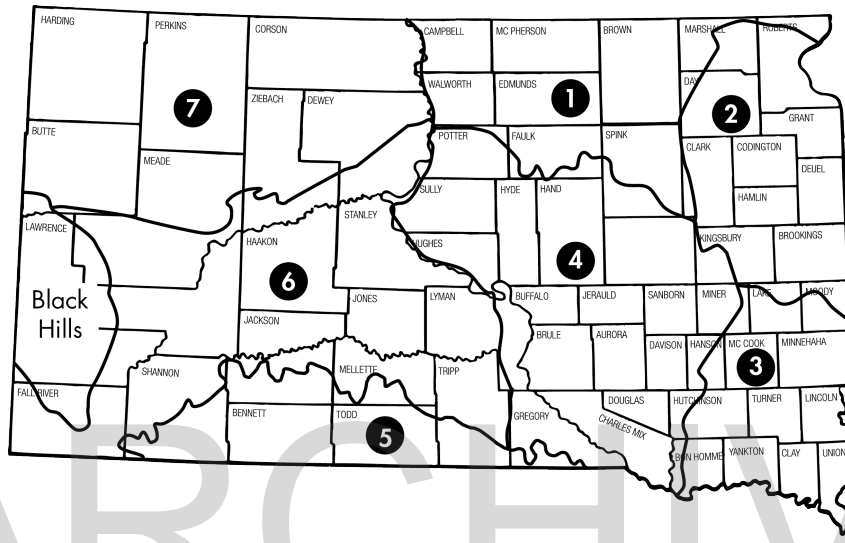 HARDING
PERKINS
CORSON
CAMPBELL
MC PHERSON
BROWN
MARSHALL
ROBERTS
WALWORTH
EDMUNDS
DAY
ZIEBACH
DEWEY
1
2
7
GRANT
BUTTE
POTTER
FAULK
SPINK
CLARK
CODINGTON
MEADE
DEUEL
SULLY
HYDE
HAND
HAMLIN
STANLEY
LAWRENCE
HAAKON
HUGHES
KINGSBURY
BROOKINGS
4
6
Black
Hills
JONES
LYMAN
BUFFALO
JERAULD
SANBORN
MINER
LAKE
MOODY
JACKSON
BRULE
AURORA
DAVISON
HANSON
MC COOK
MINNEHAHA
3
SHANNON
MELLETTE
TRIPP
FALL RIVER
DOUGLAS
HUTCHINSON
TURNER
LINCOLN
BENNETT
TODD
GREGORY
CHARLES MIX
5
BON HOMME
YANKTON
CLAY
UNION
ARCHIV